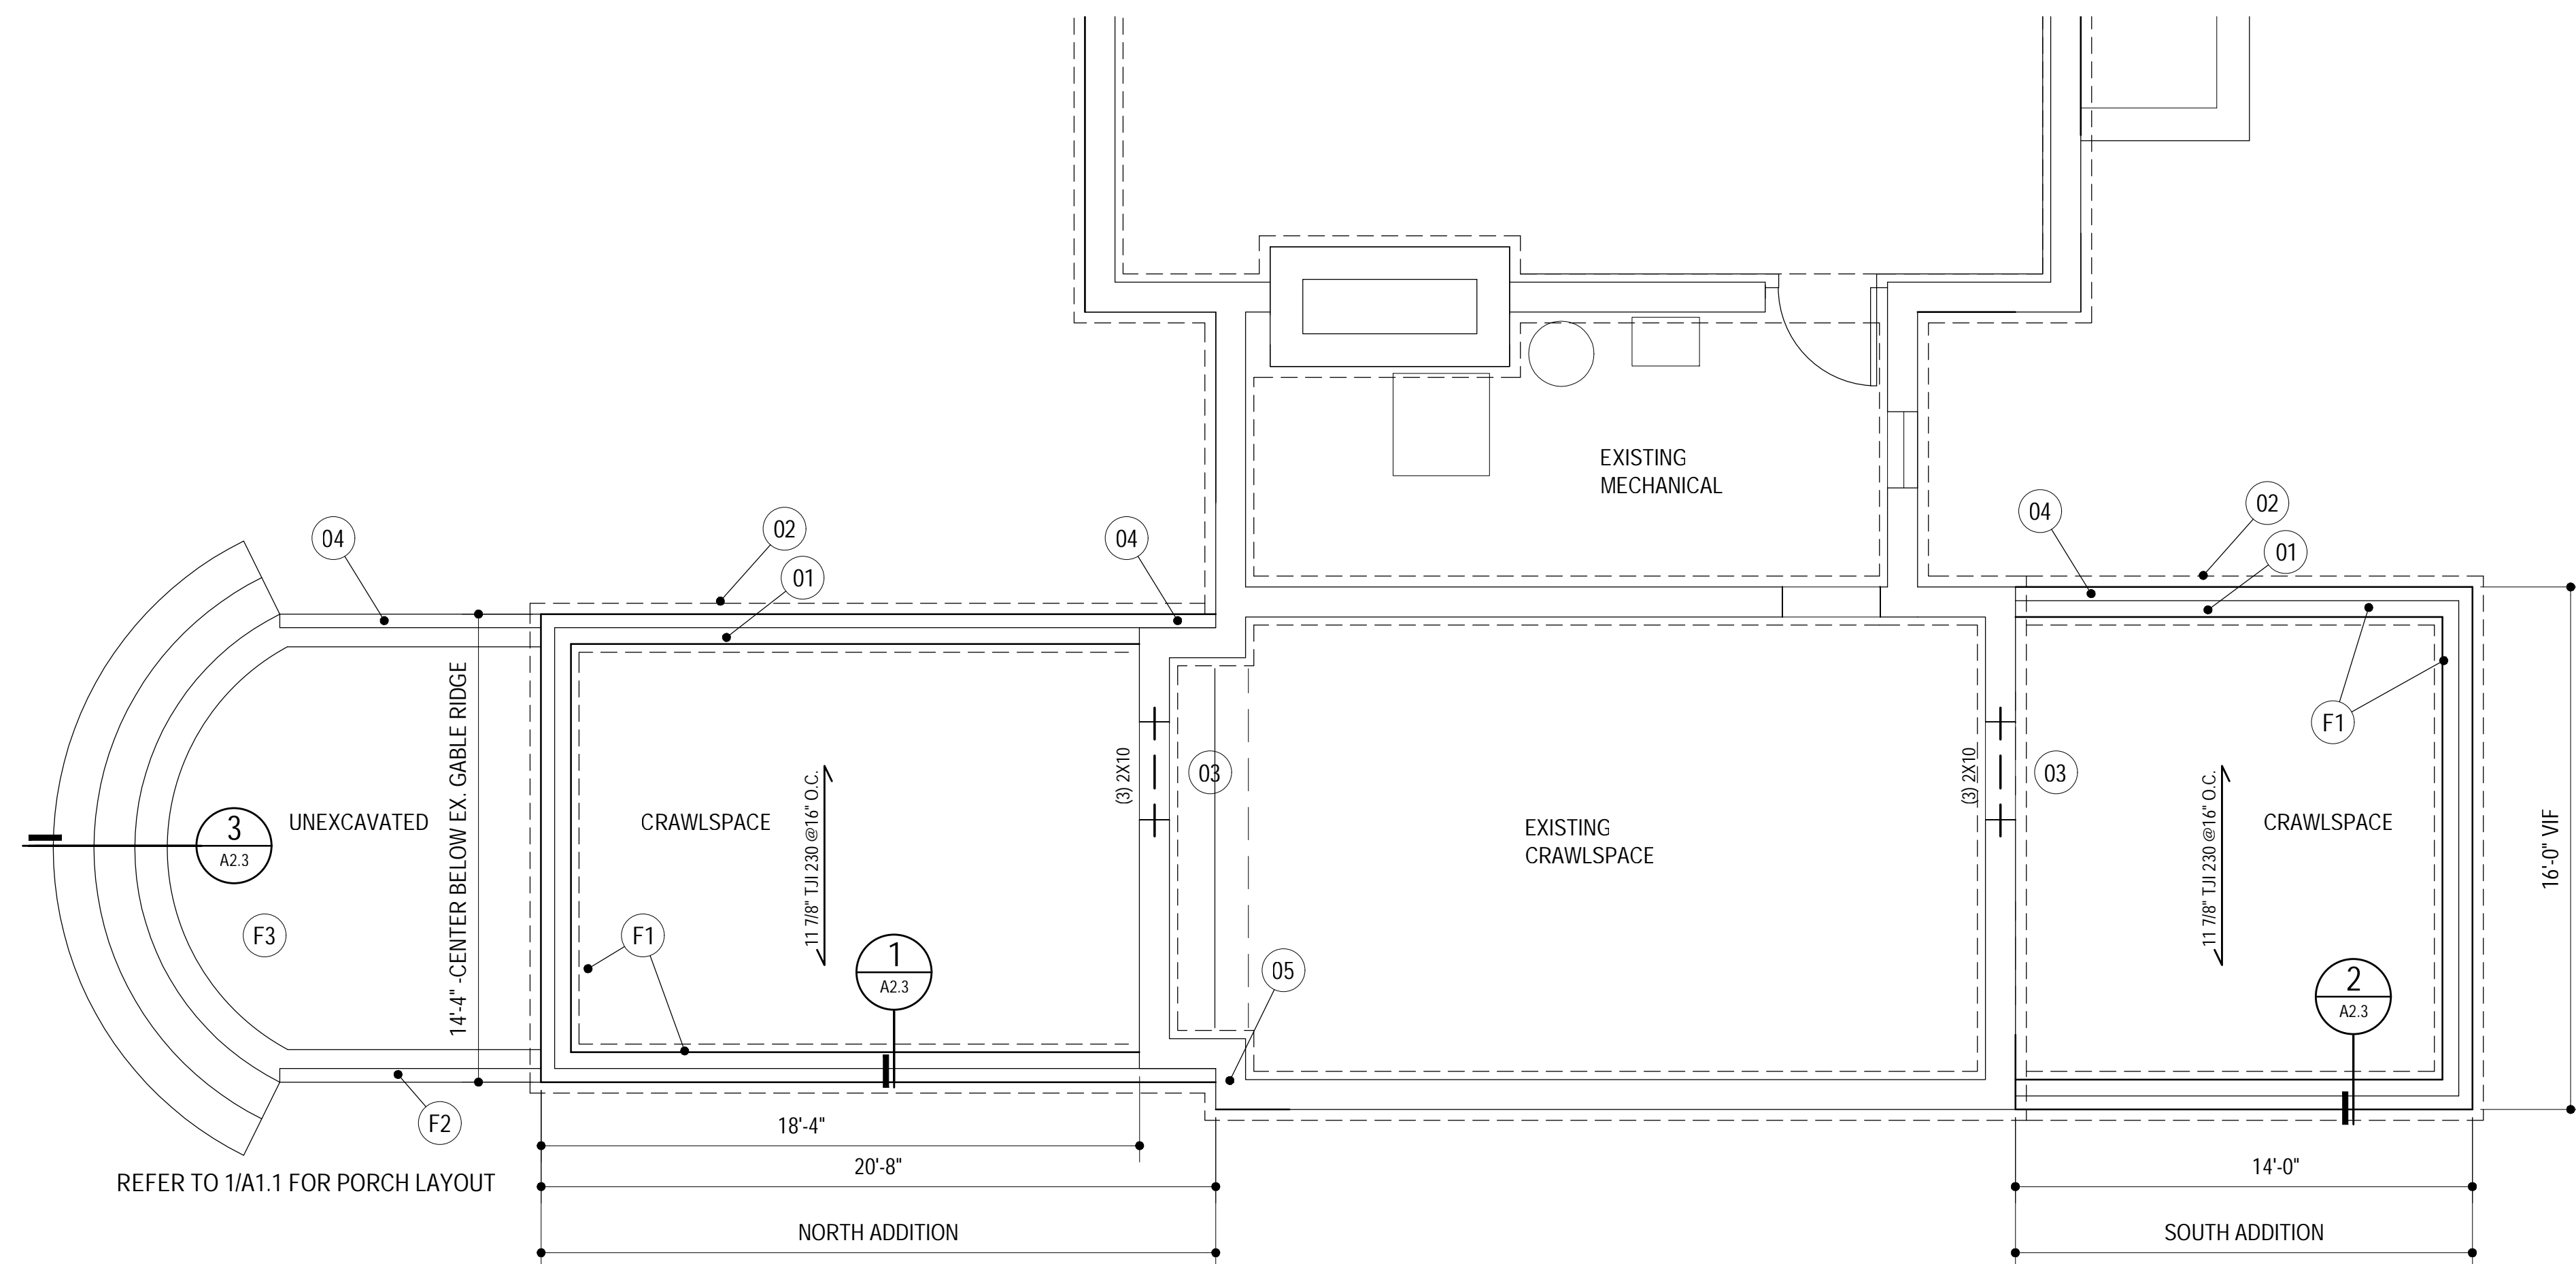 EXISTING
MECHANICAL
04
02
01
04
04
02
01
14'-4" -CENTER BELOW EX. GABLE RIDGE
UNEXCAVATED
3
A2.3
F3
CRAWLSPACE
11 7/8" TJI 230 @16" O.C.
F1
1
A2.3
(3) 2X10
03
EXISTING
CRAWLSPACE
05
(3) 2X10
03
11 7/8" TJI 230 @16" O.C.
CRAWLSPACE
F1
2
A2.3
16'-0" VIF
F2
REFER TO 1/A1.1 FOR PORCH LAYOUT
18'-4"
20'-8"
NORTH ADDITION
14'-0"
SOUTH ADDITION